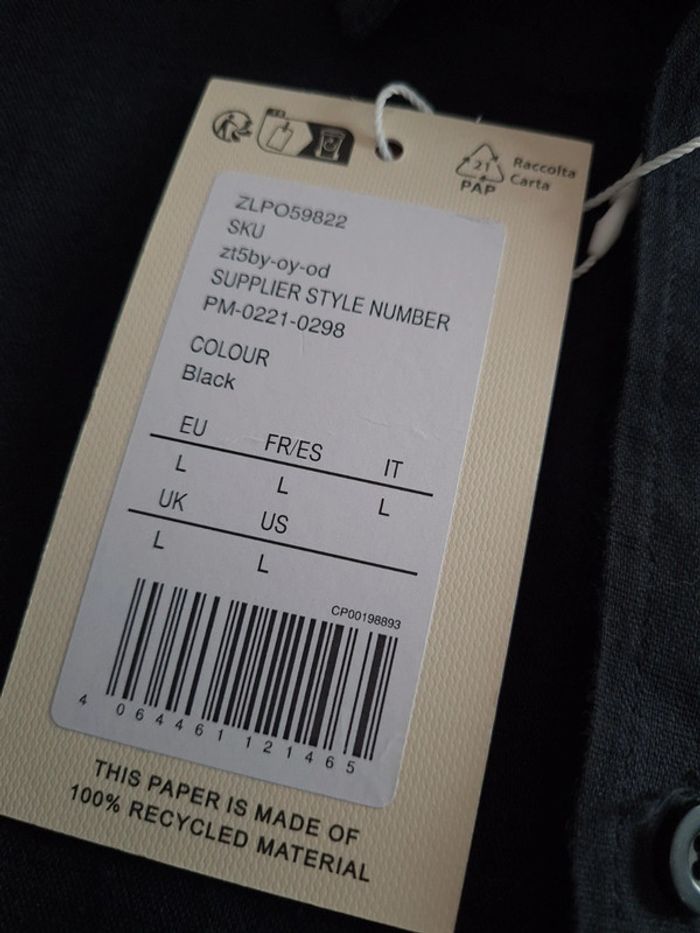 21
PAP
Raccolta
Carta
ZLPO59822
SKU
zt5by-oy-od
SUPPLIER STYLE NUMBER
PM-0221-0298
COLOUR
Black
EU FR/ES IT
L L L
UK US
L L
CP00198893
4 064461 121465
THIS PAPER IS MADE OF
100% RECYCLED MATERIAL